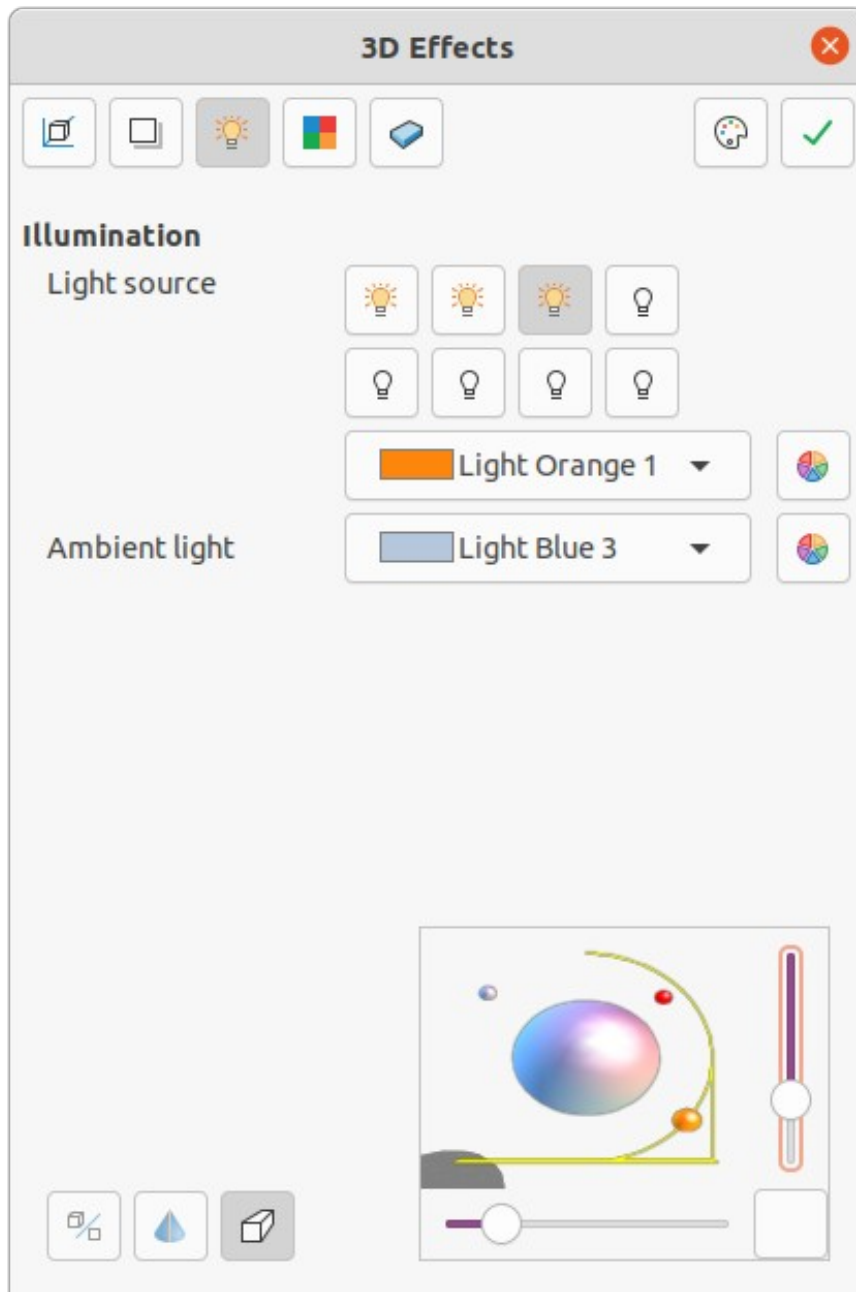 3D Effects
Illumination
Light source
Light Orange 1
Ambient light
Light Blue 3